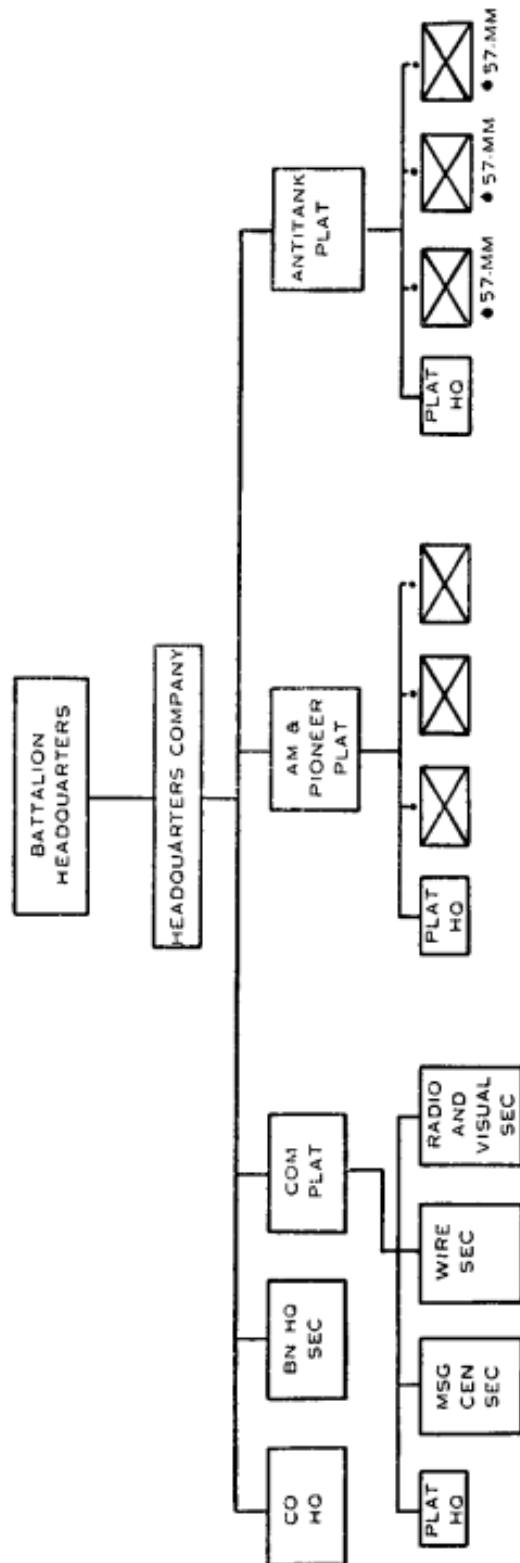 BATTALION
HEADQUARTERS
HEADQUARTERS COMPANY
CO
HQ
BN HQ
SEC
COM
PLAT
AM &
PIONEER
PLAT
ANTITANK
PLAT
PLAT
HQ
MSG
CEN
SEC
WIRE
SEC
RADIO
AND
VISUAL
SEC
PLAT
HQ
PLAT
HQ
57-MM
57-MM
57-MM